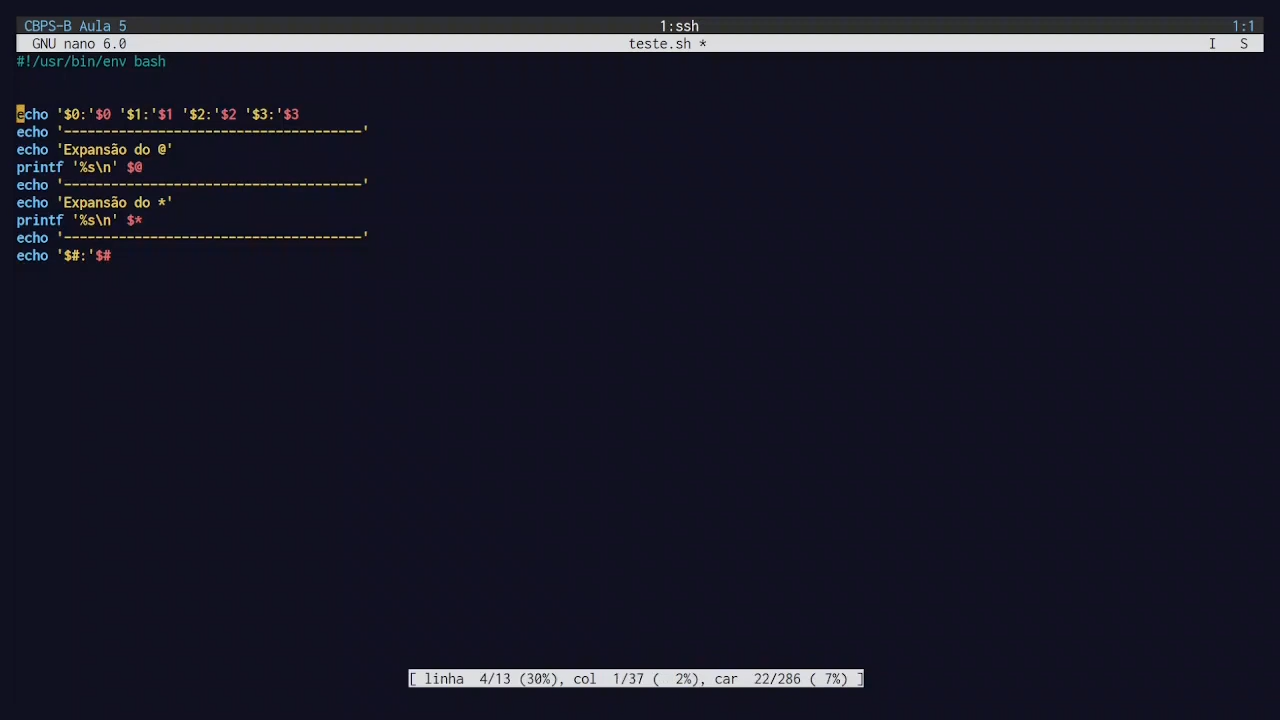 CBPS-B Aula 5 1:ssh 1:1
GNU nano 6.0 teste.sh * I S
#!/usr/bin/env bash
echo '$0:'$0 '$1:'$1 '$2:'$2 '$3:'$3
echo '--------------------------------------'
echo 'Expansão do @'
printf '%s\n' $@
echo '--------------------------------------'
echo 'Expansão do *'
printf '%s\n' $*
echo '--------------------------------------'
echo '$#:'$#
[ linha 4/13 (30%), col 1/37 ( 2%), car 22/286 ( 7%) ]